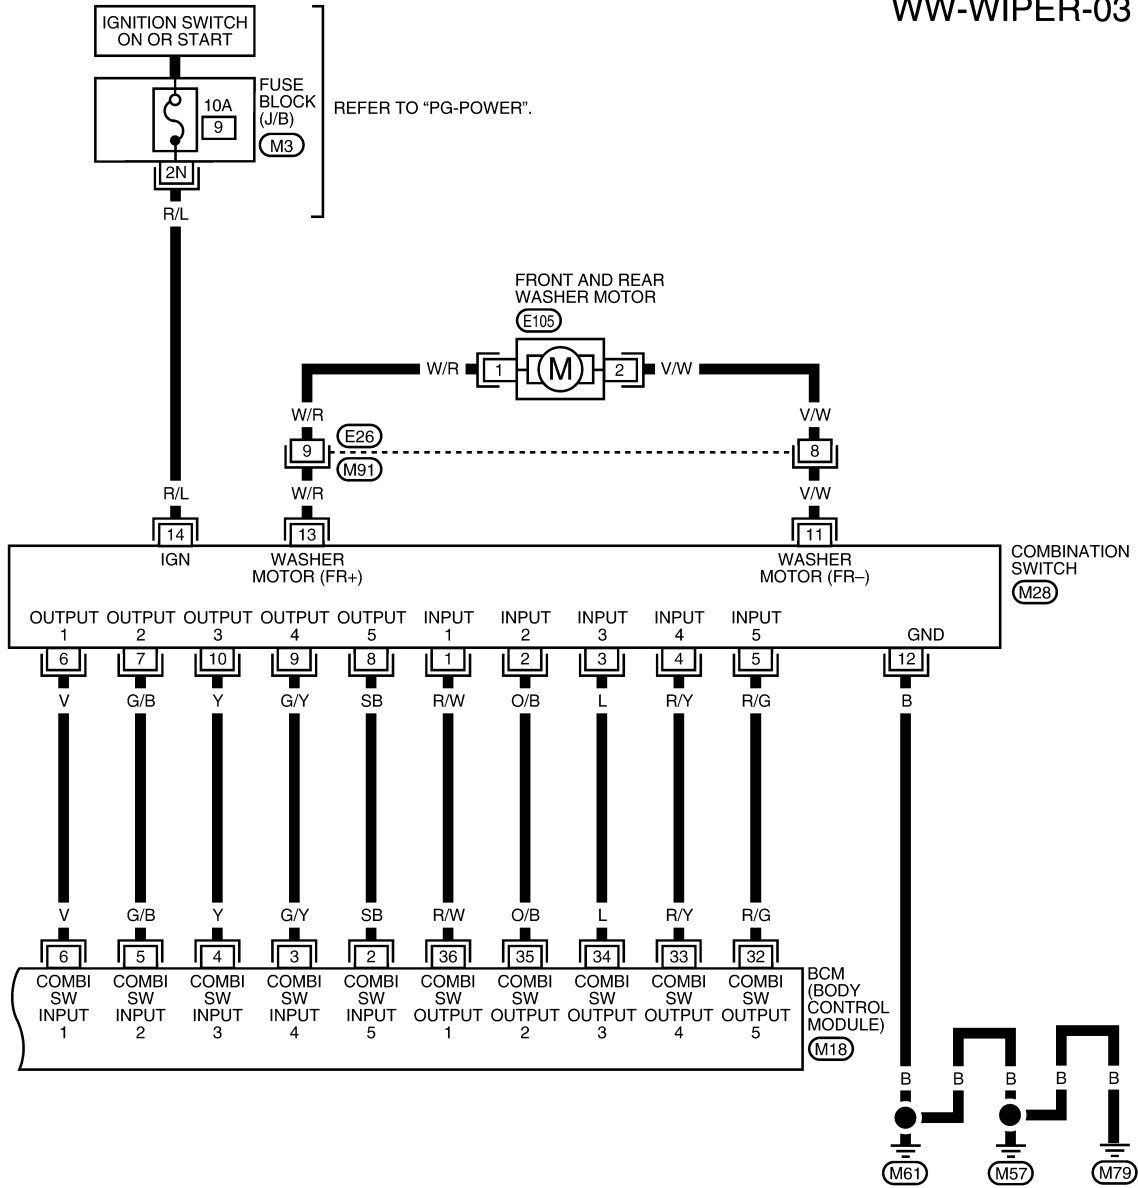 WW-WIPER-03
IGNITION SWITCH
ON OR START
FUSE
BLOCK
(J/B)
M3
10A
9
2N
REFER TO “PG-POWER”.
R/L
FRONT AND REAR
WASHER MOTOR
E105
W/R 1 M 2 V/W
W/R V/W
9 E26 8
M91
R/L W/R V/W
14 13 11
IGN WASHER WASHER
MOTOR (FR+) MOTOR (FR–)
COMBINATION
SWITCH
M28
OUTPUT OUTPUT OUTPUT OUTPUT OUTPUT INPUT INPUT INPUT INPUT INPUT
1 2 3 4 5 1 2 3 4 5 GND
6 7 10 9 8 1 2 3 4 5 12
V G/B Y G/Y SB R/W O/B L R/Y R/G B
V G/B Y G/Y SB R/W O/B L R/Y R/G
6 5 4 3 2 36 35 34 33 32
COMBI COMBI COMBI COMBI COMBI COMBI COMBI COMBI COMBI COMBI
SW SW SW SW SW SW SW SW SW SW
INPUT INPUT INPUT INPUT INPUT OUTPUT OUTPUT OUTPUT OUTPUT OUTPUT
1 2 3 4 5 1 2 3 4 5
BCM
(BODY
CONTROL
MODULE)
M18
B B B B B
M61 M57 M79